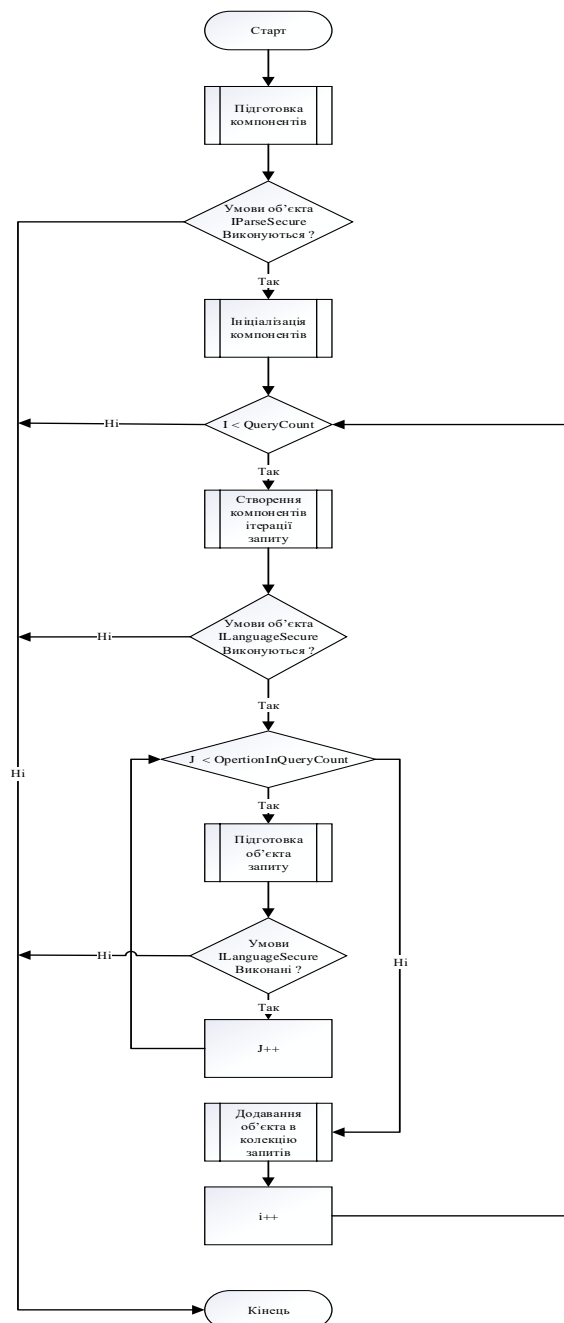 Старт
Підготовка
компонентів
Умови об’єкта
IParseSecure
Виконуються ?
Так
Ініціалізація
компонентів
Ні
I < QueryCount
Так
Створення
компонентів
ітерації
запиту
Умови об’єкта
ILanguageSecure
Виконуються ?
Ні
Так
J < OpertionInQueryCount
Ні
Так
Підготовка
об’єкта
запиту
Умови
ILanguageSecure
Виконані ?
Ні
Ні
Так
J++
Додавання
об’єкта в
колекцію
запитів
i++
Кінець